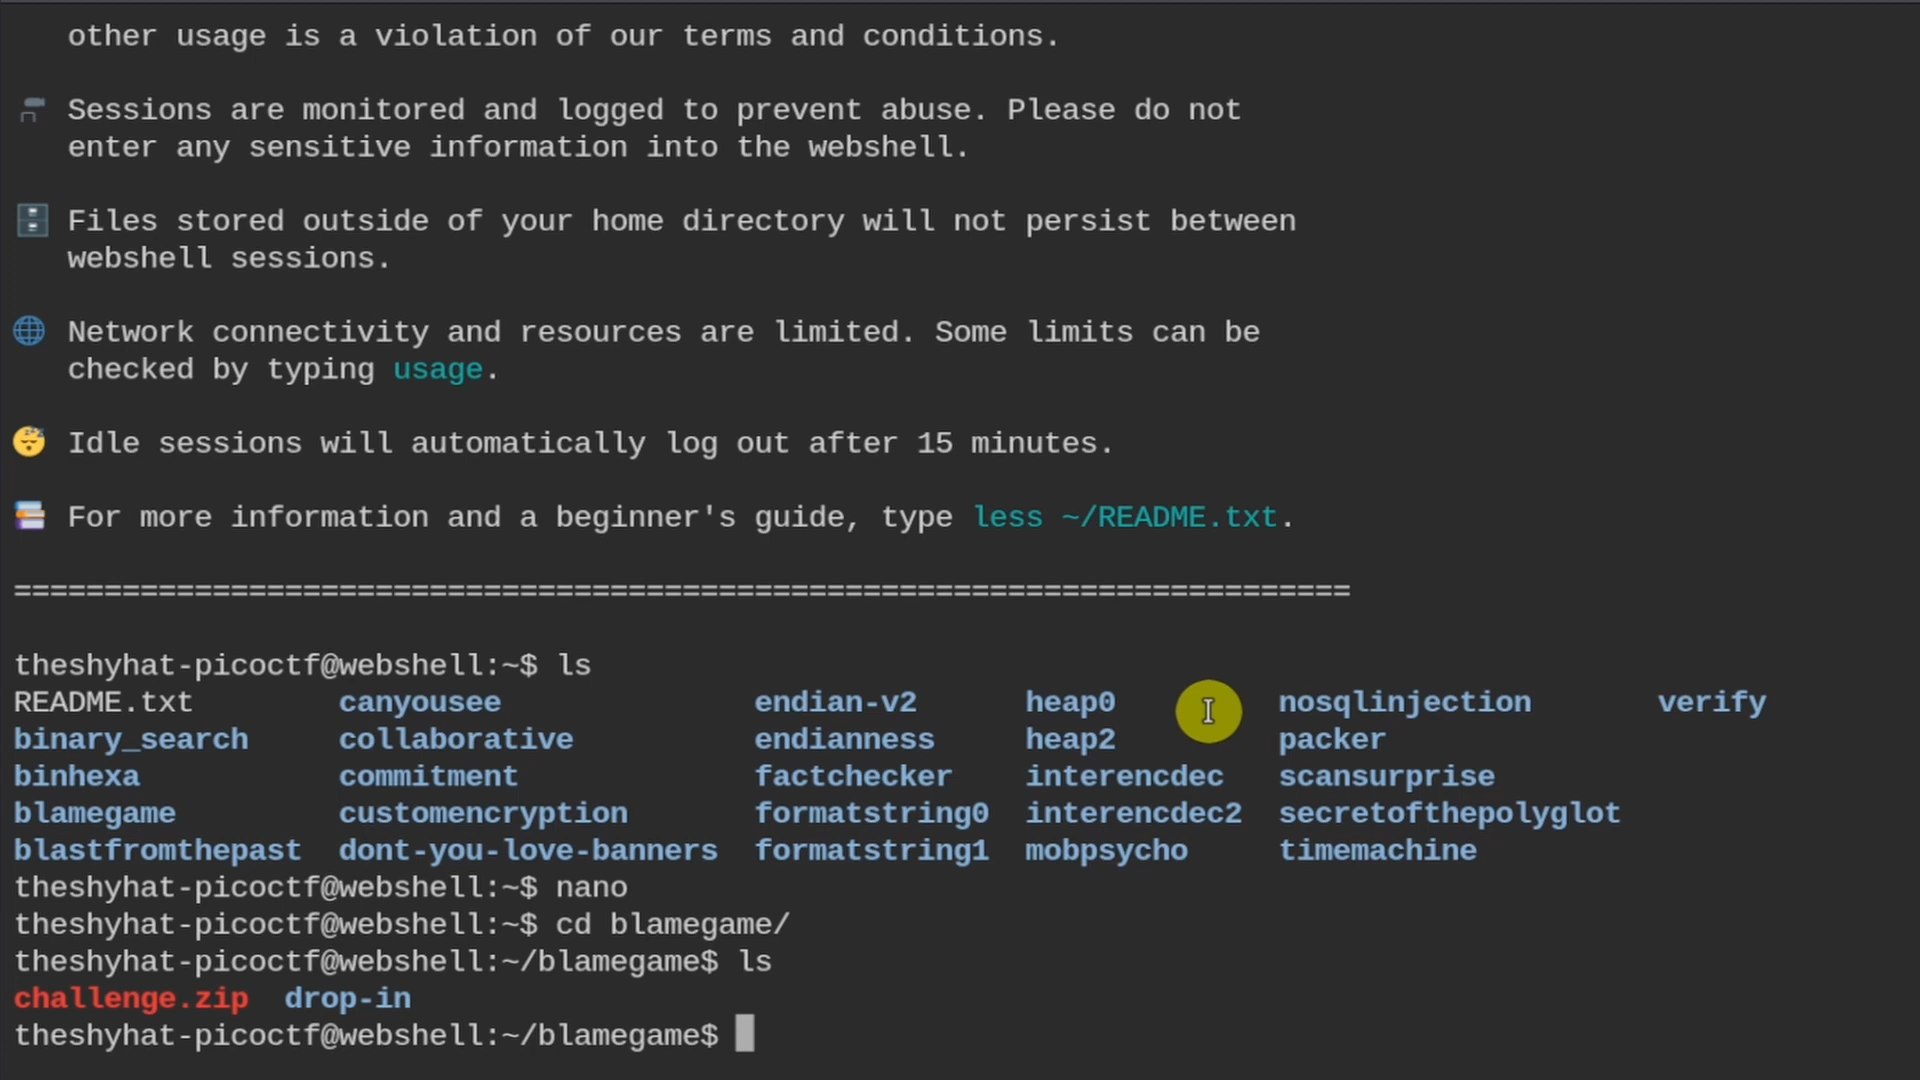 other usage is a violation of our terms and conditions.
Sessions are monitored and logged to prevent abuse. Please do not
enter any sensitive information into the webshell.
Files stored outside of your home directory will not persist between
webshell sessions.
Network connectivity and resources are limited. Some limits can be
checked by typing usage.
Idle sessions will automatically log out after 15 minutes.
For more information and a beginner's guide, type less ~/README.txt.
==========================================================================
theshyhat-picoctf@webshell:~$ ls
README.txt canyousee endian-v2 heap0 nosqlinjection verify
binary_search collaborative endianness heap2 packer
binhexa commitment factchecker interencdec scansurprise
blamegame customencryption formatstring0 interencdec2 secretofthepolyglot
blastfromthepast dont-you-love-banners formatstring1 mobpsycho timemachine
theshyhat-picoctf@webshell:~$ nano
theshyhat-picoctf@webshell:~$ cd blamegame/
theshyhat-picoctf@webshell:~/blamegame$ ls
challenge.zip drop-in
theshyhat-picoctf@webshell:~/blamegame$